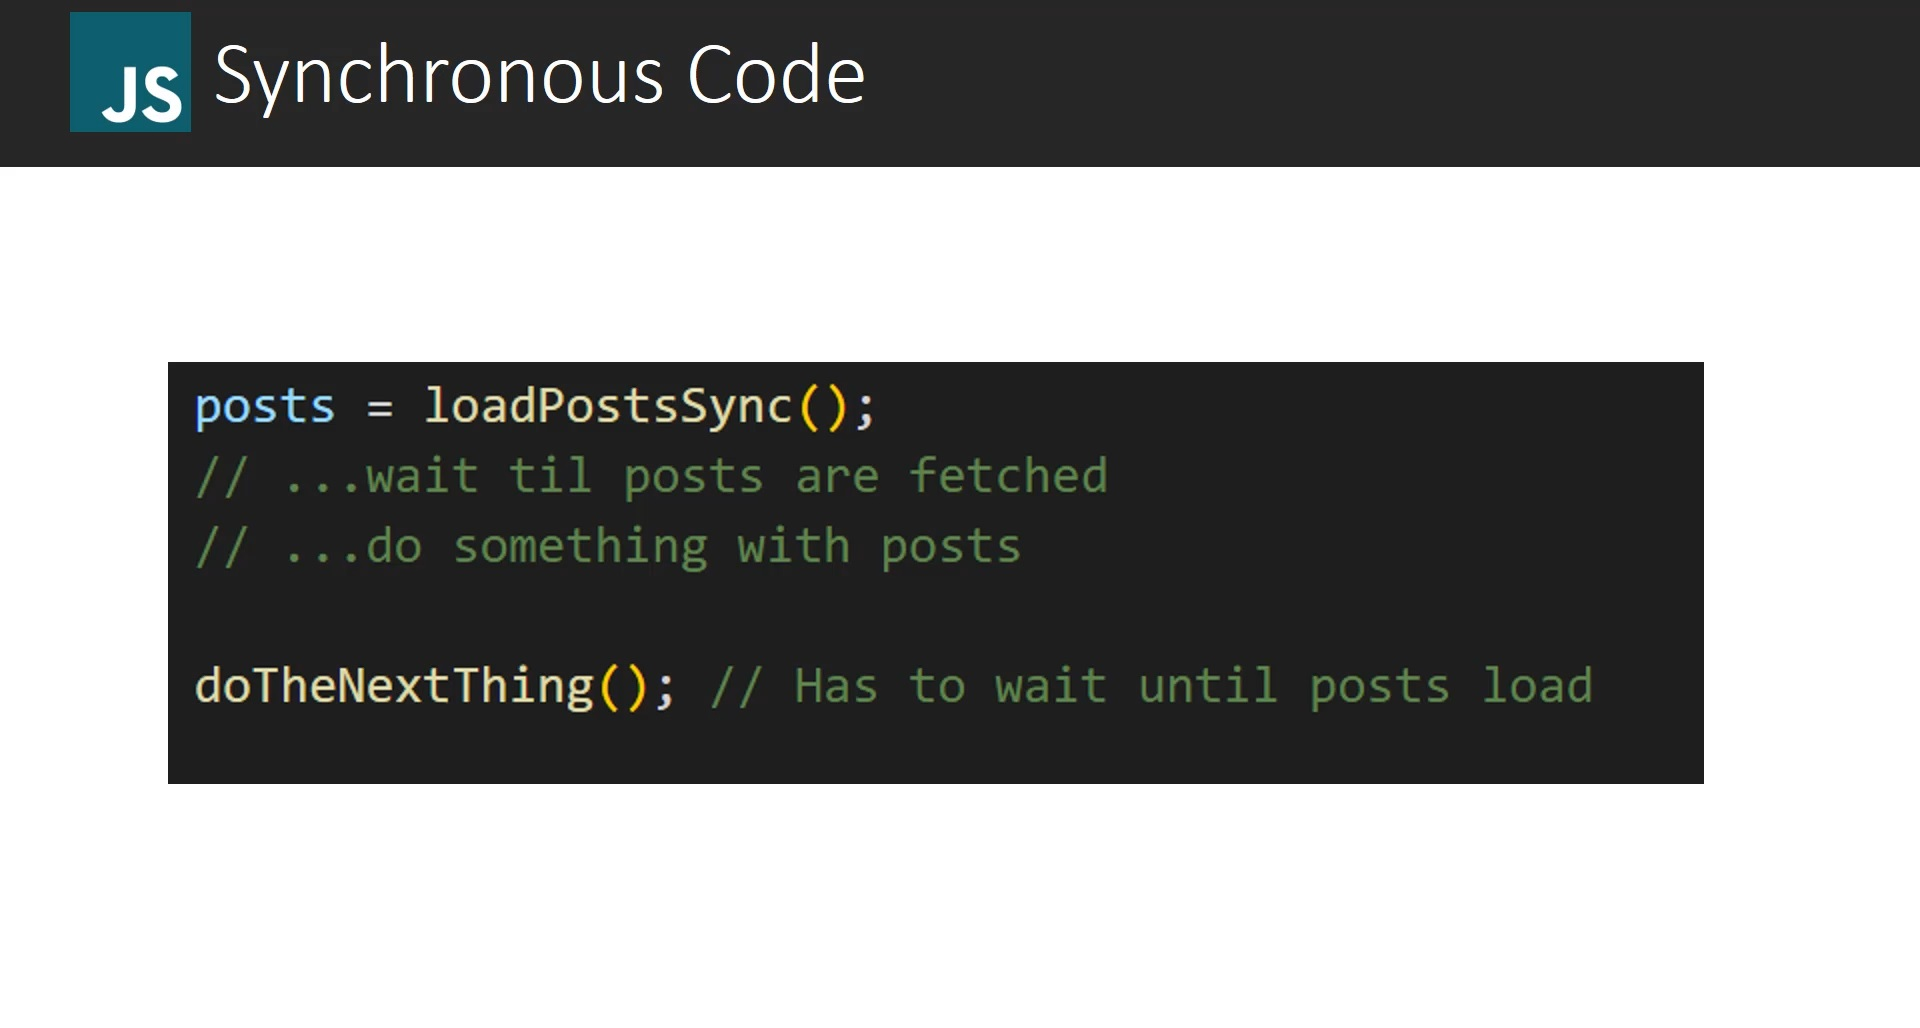 JS Synchronous Code
posts = loadPostsSync();
// ...wait til posts are fetched
// ...do something with posts
doTheNextThing(); // Has to wait until posts load